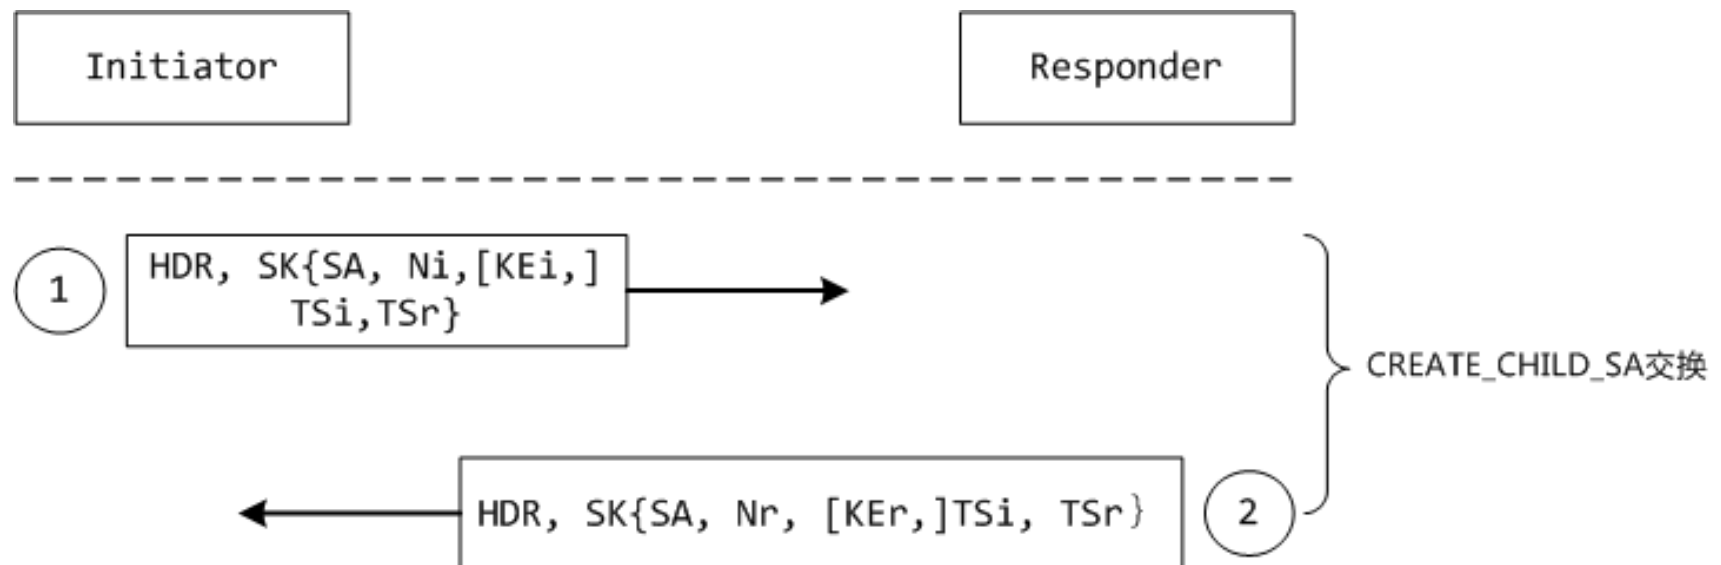 Initiator
Responder
1
HDR, SK{SA, Ni,[KEi,]
TSi,TSr}
CREATE_CHILD_SA交换
HDR, SK{SA, Nr, [KEr,]TSi, TSr}
2